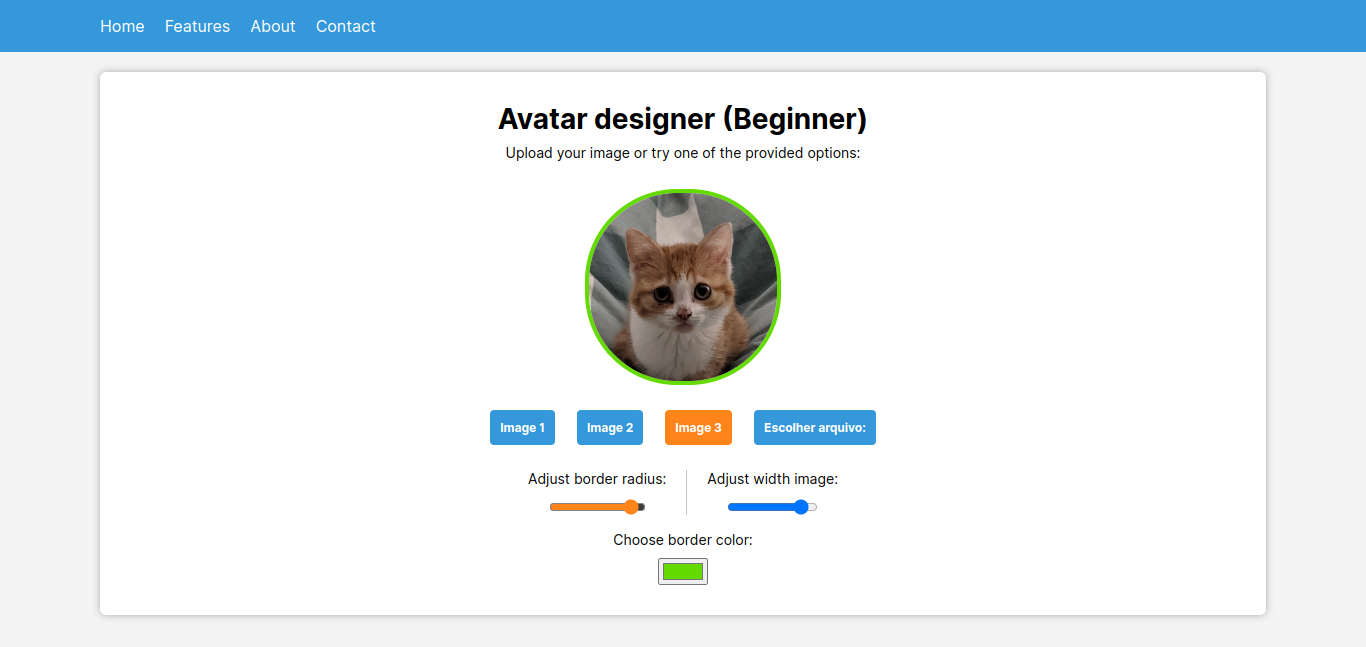 Home Features About Contact
Avatar designer (Beginner)
Upload your image or try one of the provided options:
Image 1 Image 2 Image 3 Escolher arquivo:
Adjust border radius: Adjust width image:
Choose border color: